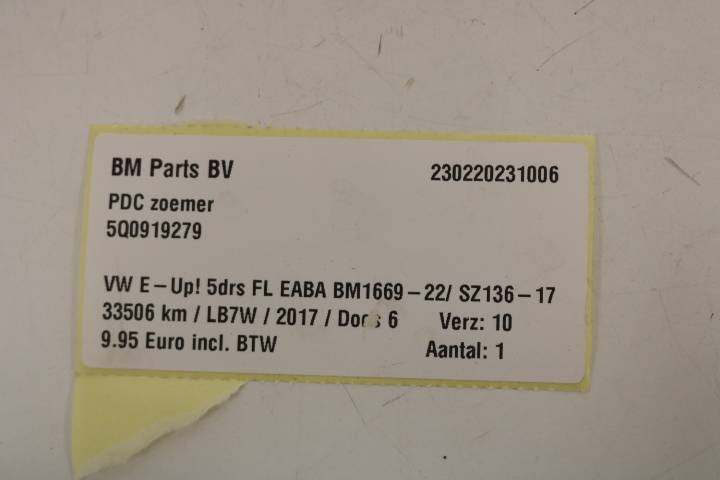 BM Parts BV 230220231006
PDC zoemer
5Q0919279
VW E-Up! 5drs FL EABA BM1669-22/ SZ136-17
33506 km / LB7W / 2017 / 6 Verz: 10
9.95 Euro incl. BTW Aantal: 1